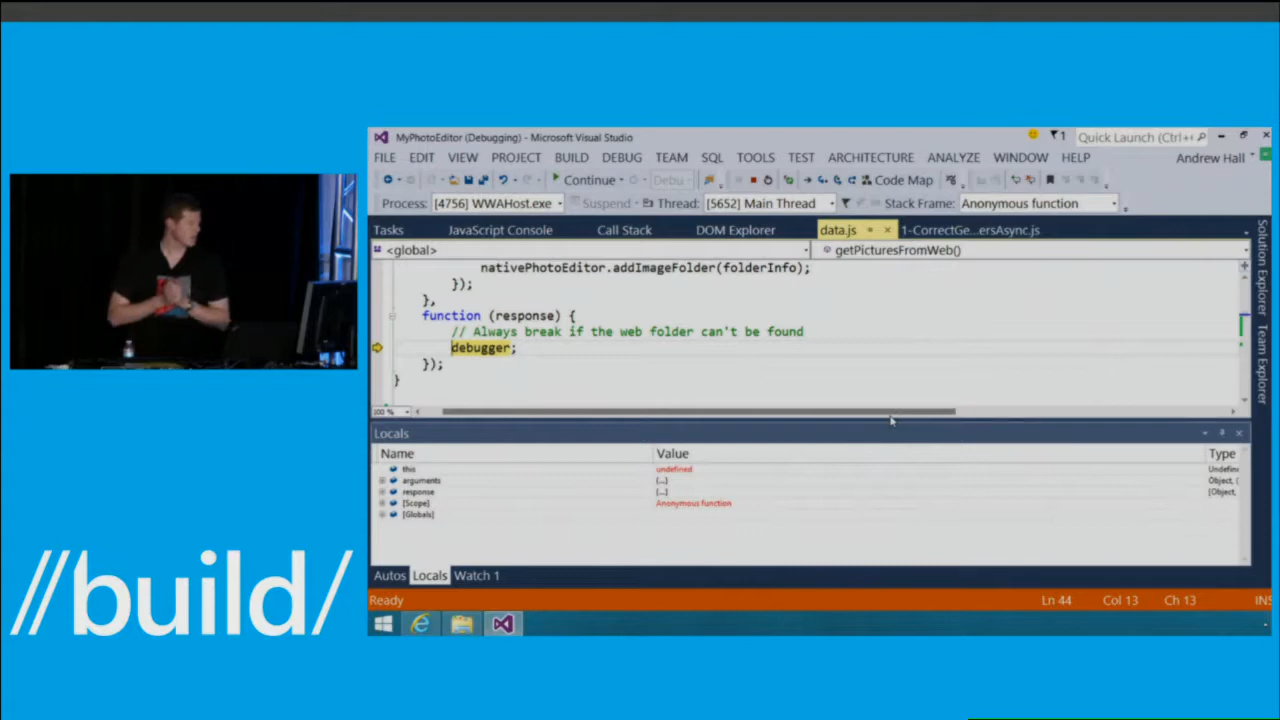 MyPhotoEditor (Debugging) - Microsoft Visual Studio
1
Quick Launch (Ctrl+
FILE EDIT VIEW PROJECT BUILD DEBUG TEAM SQL TOOLS TEST ARCHITECTURE ANALYZE WINDOW HELP Andrew Hall
Continue Debu Code Map
Process: [4756] WWAHost.exe Suspend Thread: [5652] Main Thread Stack Frame: Anonymous function
Tasks JavaScript Console Call Stack DOM Explorer data.js 1-CorrectGe...ersAsync.js
<global> getPicturesFromWeb()
nativePhotoEditor.addImageFolder(folderInfo);
});
},
function (response) {
// Always break if the web folder can't be found
debugger;
});
}
100 %
Solution Explorer
Team Explorer
Locals
Name Value Type
this undefined Undefine
arguments {...} Object, (
response {...} [Object,
[Scope] Anonymous function
[Globals]
Autos Locals Watch 1
Ready Ln 44 Col 13 Ch 13 INS
//build/